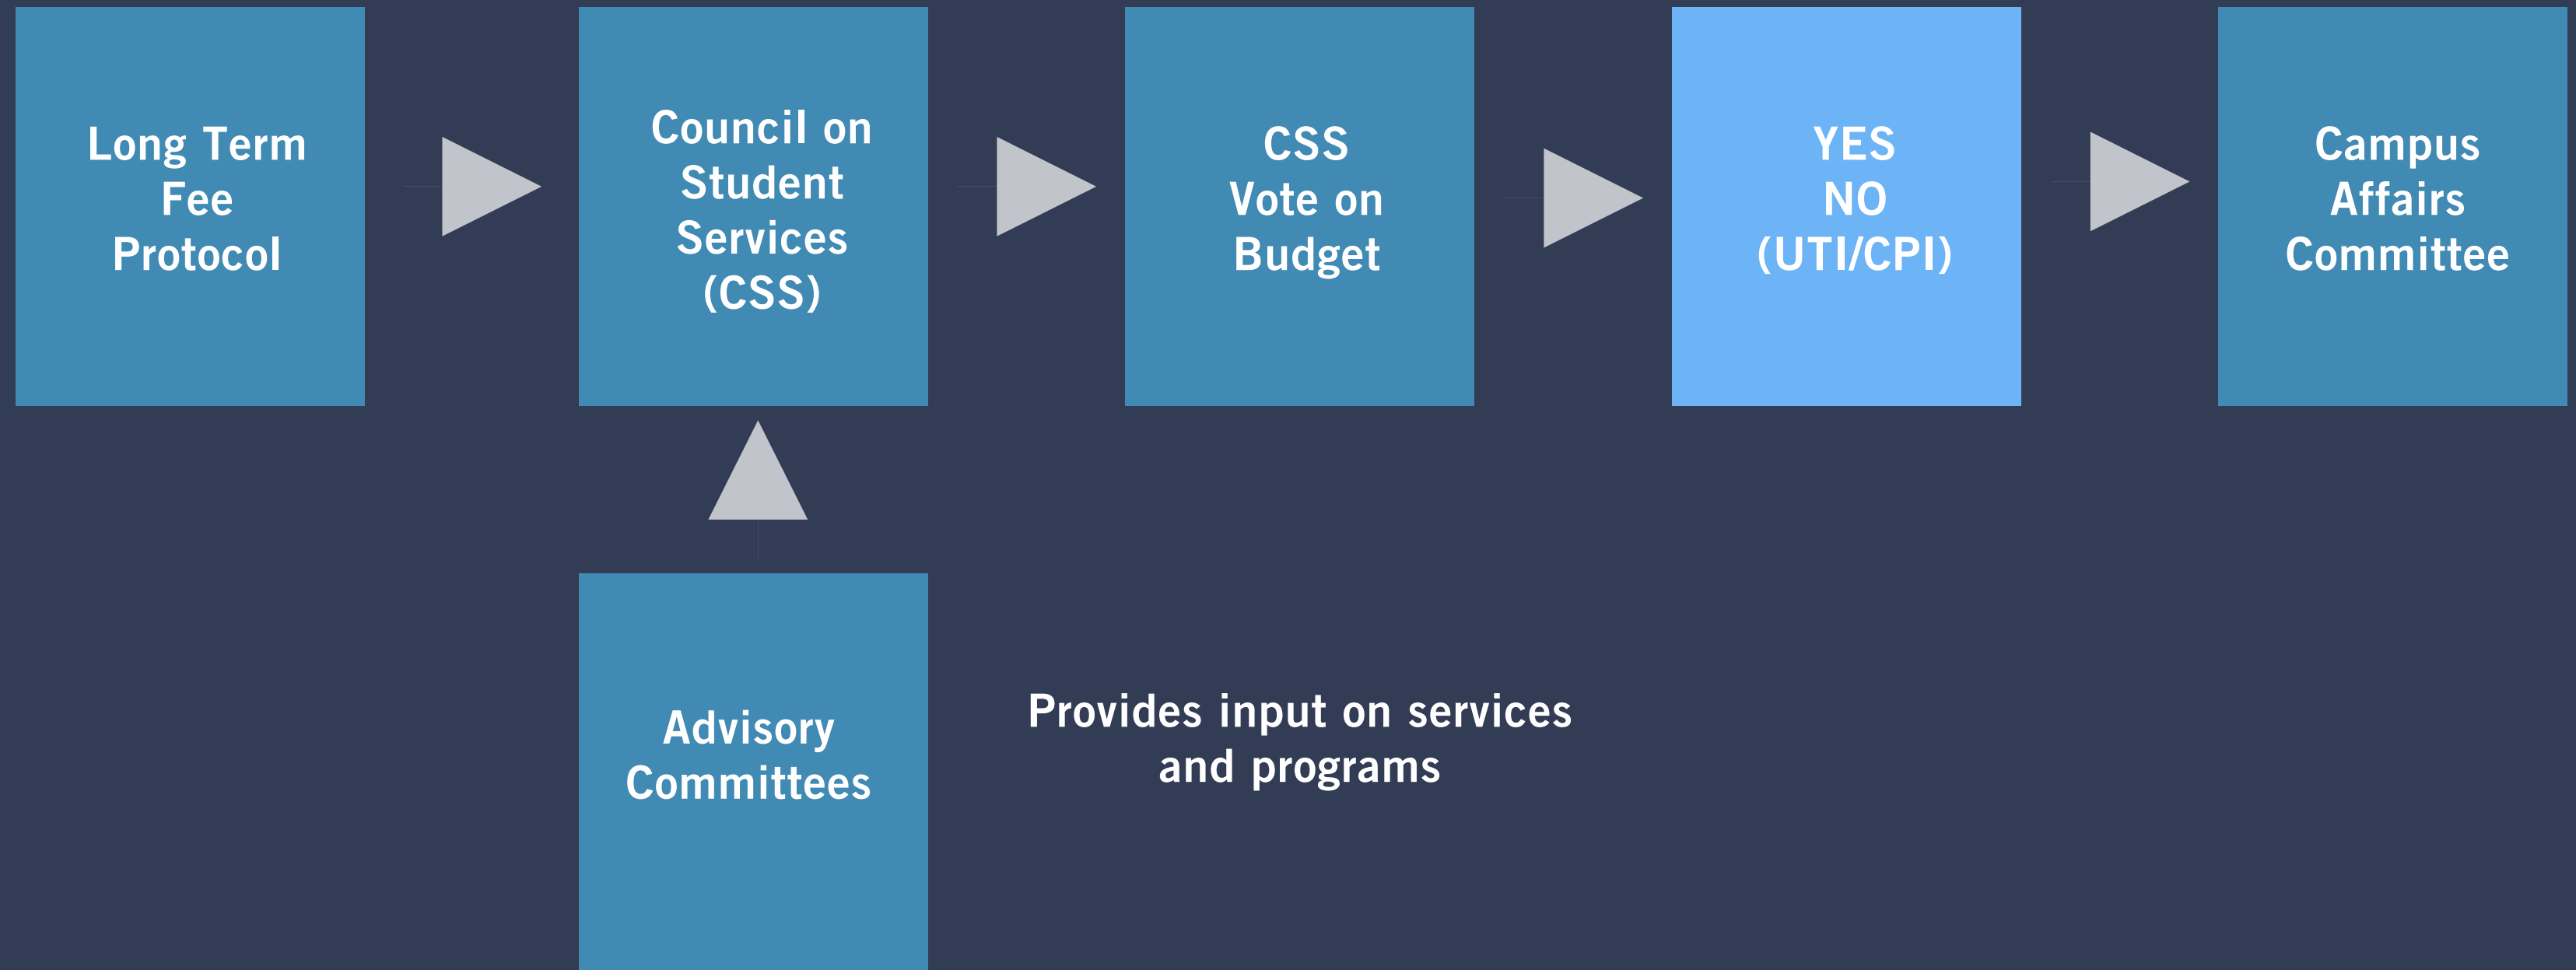 Long Term
Fee
Protocol
Council on
Student
Services
(CSS)
CSS
Vote on
Budget
YES
NO
(UTI/CPI)
Campus
Affairs
Committee
Advisory
Committees
Provides input on services
and programs